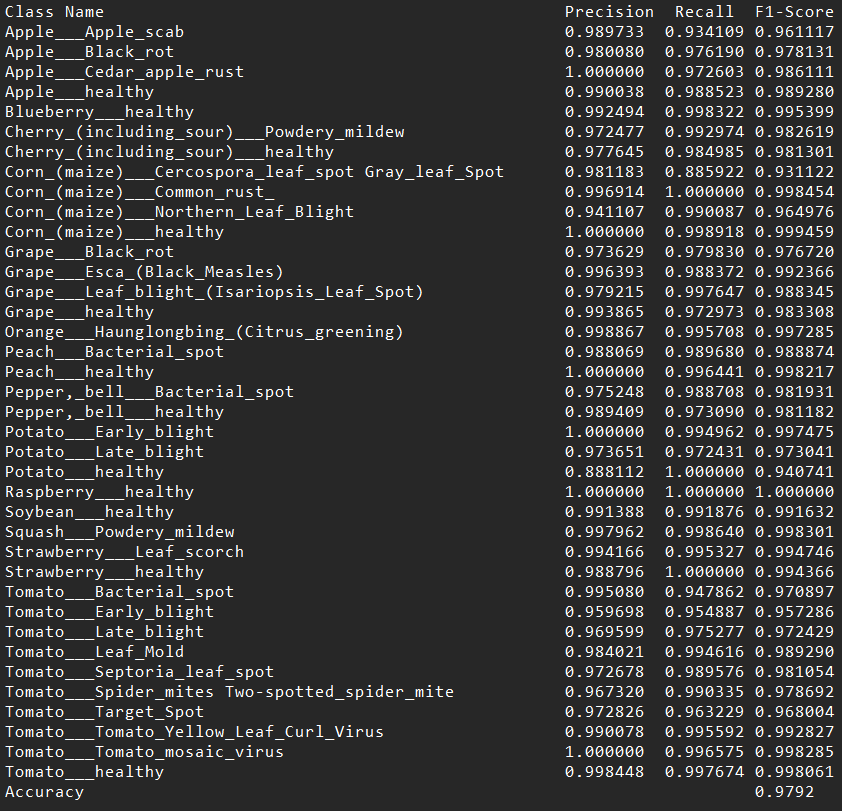 Class Name Precision Recall F1-Score
Apple___Apple_scab 0.989733 0.934109 0.961117
Apple___Black_rot 0.980080 0.976190 0.978131
Apple___Cedar_apple_rust 1.000000 0.972603 0.986111
Apple___healthy 0.990038 0.988523 0.989280
Blueberry___healthy 0.992494 0.998322 0.995399
Cherry_(including_sour)___Powdery_mildew 0.972477 0.992974 0.982619
Cherry_(including_sour)___healthy 0.977645 0.984985 0.981301
Corn_(maize)___Cercospora_leaf_spot Gray_leaf_Spot 0.981183 0.885922 0.931122
Corn_(maize)___Common_rust_ 0.996914 1.000000 0.998454
Corn_(maize)___Northern_Leaf_Blight 0.941107 0.990087 0.964976
Corn_(maize)___healthy 1.000000 0.998918 0.999459
Grape___Black_rot 0.973629 0.979830 0.976720
Grape___Esca_(Black_Measles) 0.996393 0.988372 0.992366
Grape___Leaf_blight_(Isariopsis_Leaf_Spot) 0.979215 0.997647 0.988345
Grape___healthy 0.993865 0.972973 0.983308
Orange___Haunglongbing_(Citrus_greening) 0.998867 0.995708 0.997285
Peach___Bacterial_spot 0.988069 0.989680 0.988874
Peach___healthy 1.000000 0.996441 0.998217
Pepper,_bell___Bacterial_spot 0.975248 0.988708 0.981931
Pepper,_bell___healthy 0.989409 0.973090 0.981182
Potato___Early_blight 1.000000 0.994962 0.997475
Potato___Late_blight 0.973651 0.972431 0.973041
Potato___healthy 0.888112 1.000000 0.940741
Raspberry___healthy 1.000000 1.000000 1.000000
Soybean___healthy 0.991388 0.991876 0.991632
Squash___Powdery_mildew 0.997962 0.998640 0.998301
Strawberry___Leaf_scorch 0.994166 0.995327 0.994746
Strawberry___healthy 0.988796 1.000000 0.994366
Tomato___Bacterial_spot 0.995080 0.947862 0.970897
Tomato___Early_blight 0.959698 0.954887 0.957286
Tomato___Late_blight 0.969599 0.975277 0.972429
Tomato___Leaf_Mold 0.984021 0.994616 0.989290
Tomato___Septoria_leaf_spot 0.972678 0.989576 0.981054
Tomato___Spider_mites Two-spotted_spider_mite 0.967320 0.990335 0.978692
Tomato___Target_Spot 0.972826 0.963229 0.968004
Tomato___Tomato_Yellow_Leaf_Curl_Virus 0.990078 0.995592 0.992827
Tomato___Tomato_mosaic_virus 1.000000 0.996575 0.998285
Tomato___healthy 0.998448 0.997674 0.998061
Accuracy 0.9792